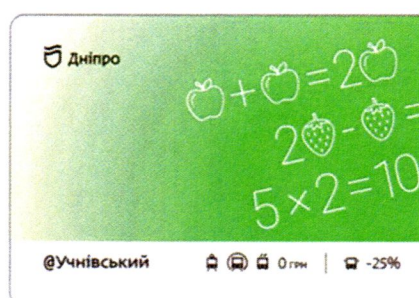 Дніпро
+ = 2
2 - =
5 × 2 = 10
@Учнівський 0 грн | -25%